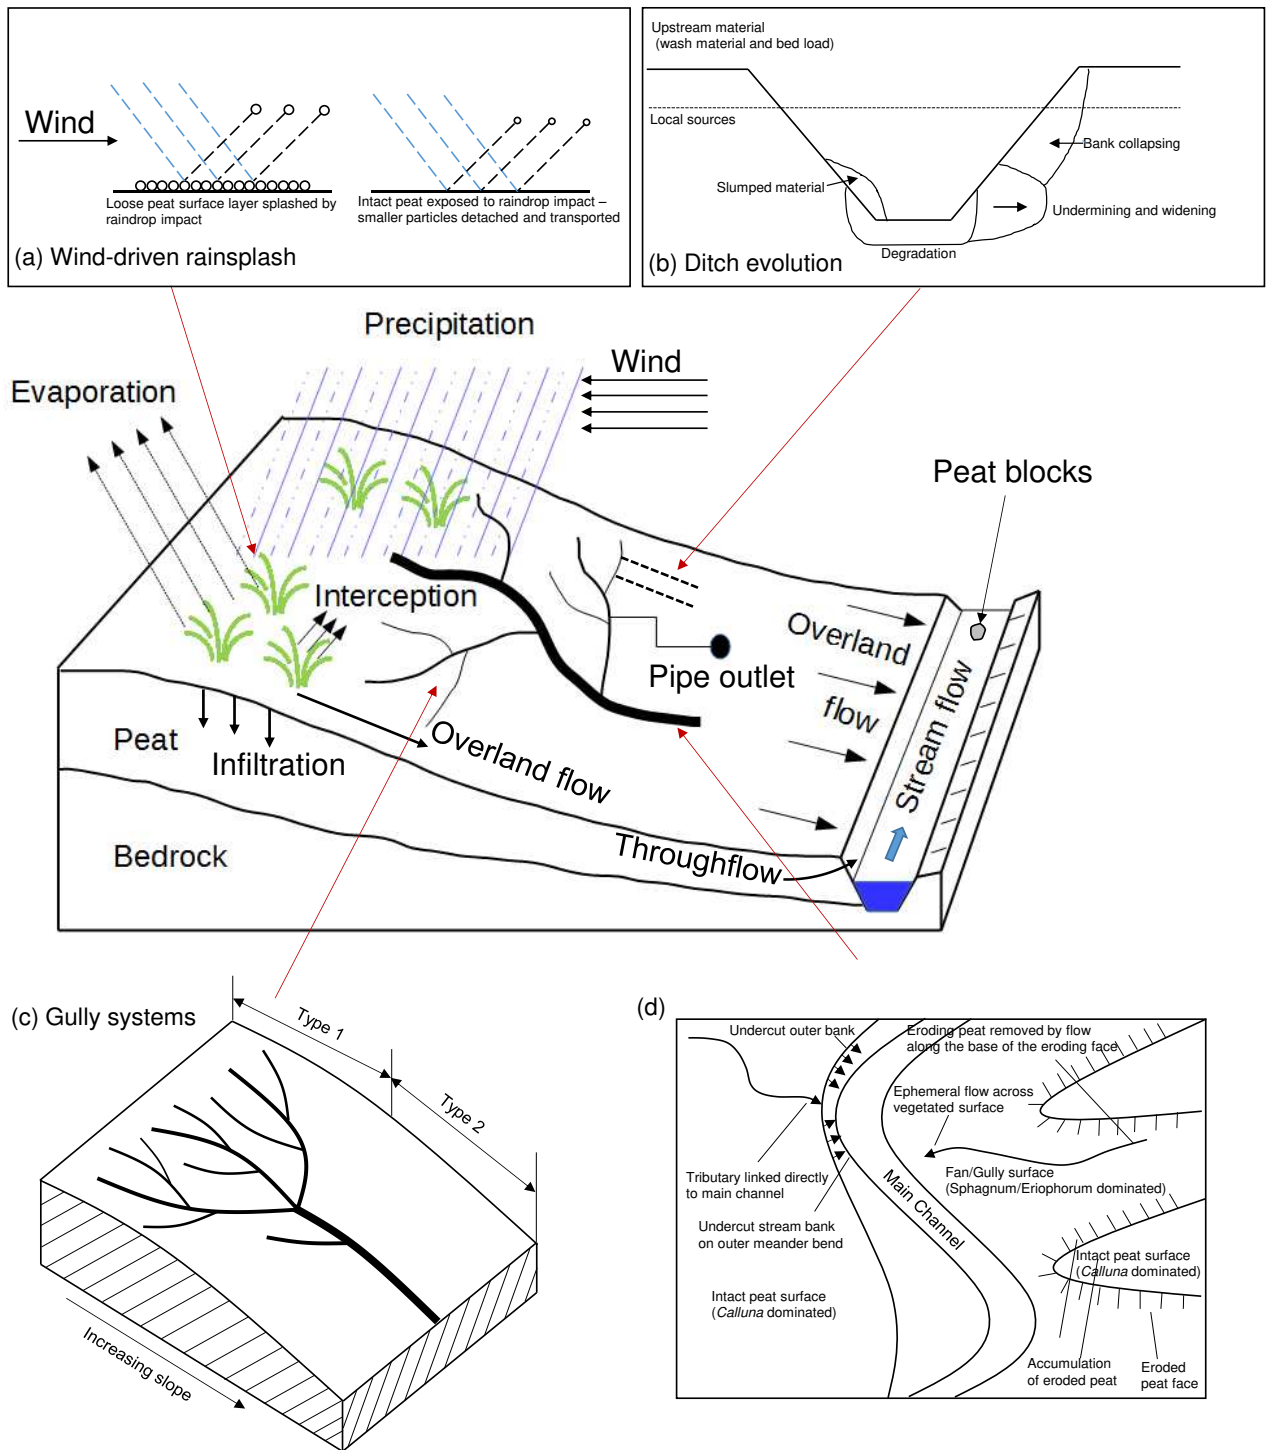 Wind
Loose peat surface layer splashed by
raindrop impact
Intact peat exposed to raindrop impact –
smaller particles detached and transported
(a) Wind-driven rainsplash
Upstream material
(wash material and bed load)
Local sources
Bank collapsing
Slumped material
Undermining and widening
Degradation
(b) Ditch evolution
Precipitation
Wind
Evaporation
Peat blocks
Interception
Overland
flow
Pipe outlet
Stream flow
Peat
Infiltration
Overland flow
Bedrock
Throughflow
(c) Gully systems
Type 1
Type 2
Increasing slope
(d)
Undercut outer bank
Eroding peat removed by flow
along the base of the eroding face
Ephemeral flow across
vegetated surface
Tributary linked directly
to main channel
Fan/Gully surface
(Sphagnum/Eriophorum dominated)
Main Channel
Undercut stream bank
on outer meander bend
Intact peat surface
(Calluna dominated)
Intact peat surface
(Calluna dominated)
Accumulation
of eroded peat
Eroded
peat face